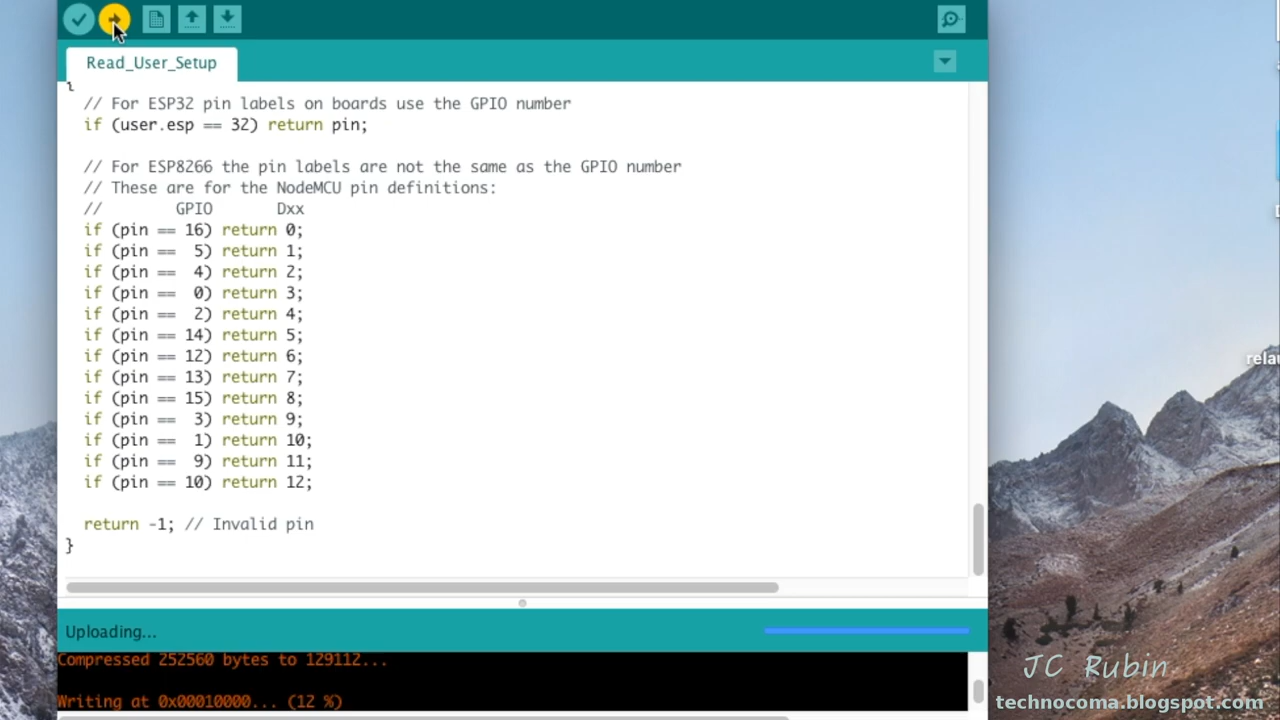 Read_User_Setup
{
// For ESP32 pin labels on boards use the GPIO number
if (user.esp == 32) return pin;
// For ESP8266 the pin labels are not the same as the GPIO number
// These are for the NodeMCU pin definitions:
// GPIO Dxx
if (pin == 16) return 0;
if (pin == 5) return 1;
if (pin == 4) return 2;
if (pin == 0) return 3;
if (pin == 2) return 4;
if (pin == 14) return 5;
if (pin == 12) return 6;
if (pin == 13) return 7;
if (pin == 15) return 8;
if (pin == 3) return 9;
if (pin == 1) return 10;
if (pin == 9) return 11;
if (pin == 10) return 12;
return -1; // Invalid pin
}
Uploading...
Compressed 252560 bytes to 129112...
Writing at 0x00010000... (12 %)
JC Rubin
technocoma.blogspot.com